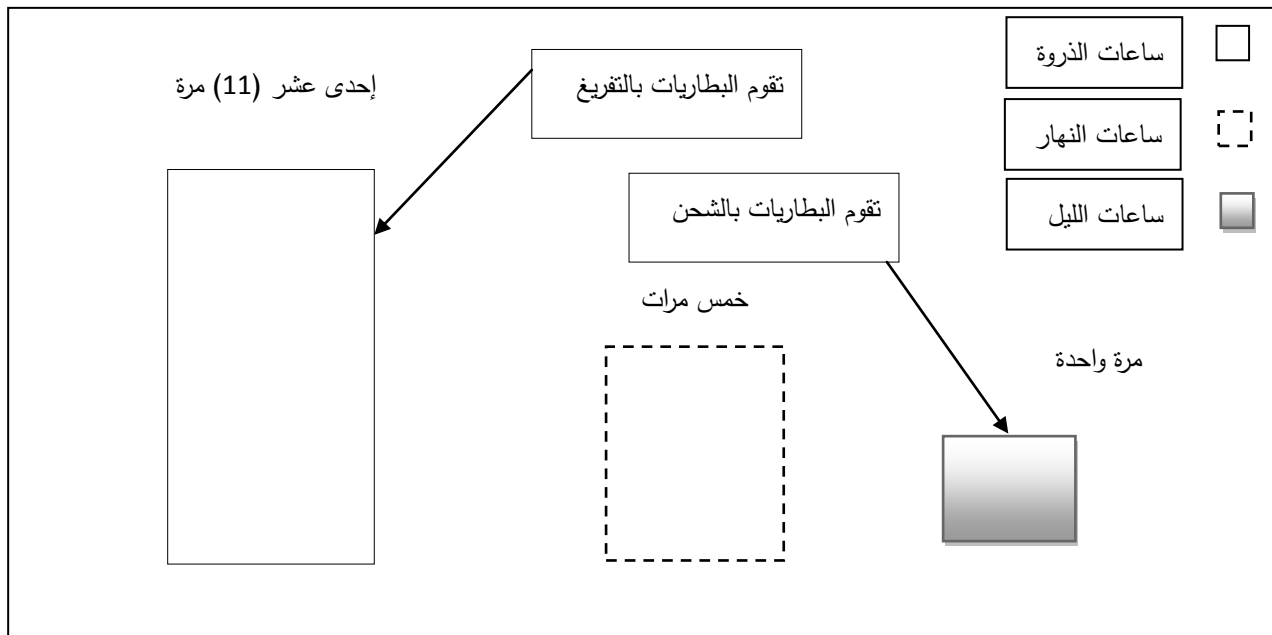 ساعات الذروة
ساعات النهار
ساعات الليل
تقوم البطاريات بالتفريغ
إحدى عشر (11) مرة
تقوم البطاريات بالشحن
خمس مرات
مرة واحدة